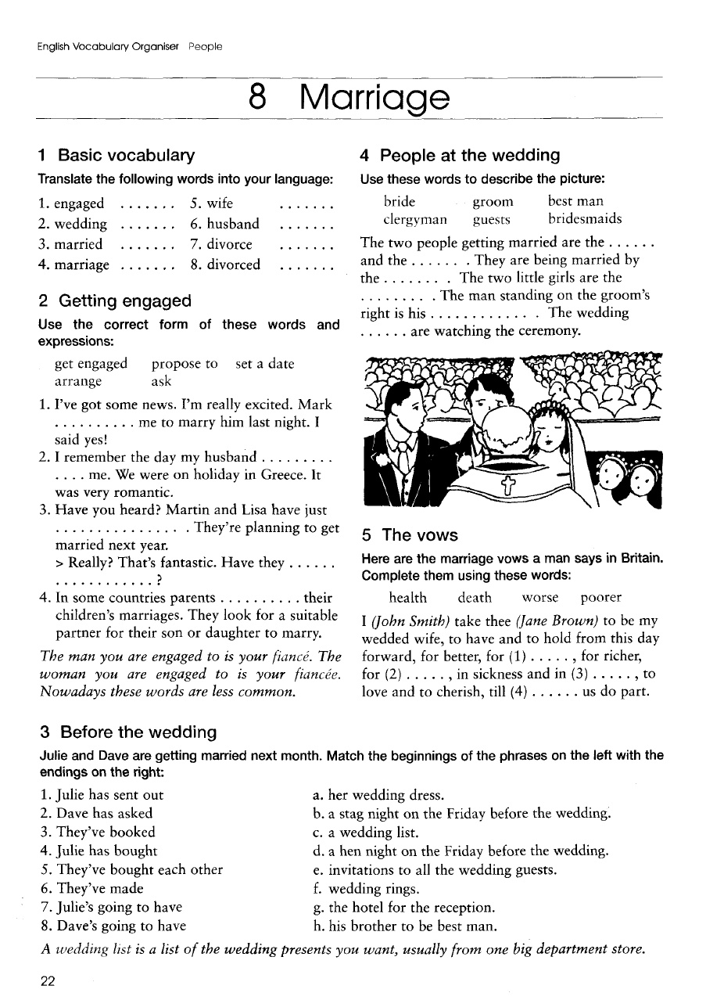 English Vocabulary Organiser People
8 Marriage
1 Basic vocabulary
Translate the following words into your language:
1. engaged . . . . . . . 5. wife . . . . . . .
2. wedding . . . . . . . 6. husband . . . . . . .
3. married . . . . . . . 7. divorce . . . . . . .
4. marriage . . . . . . . 8. divorced . . . . . . .
2 Getting engaged
Use the correct form of these words and
expressions:
get engaged propose to set a date
arrange ask
1. I've got some news. I'm really excited. Mark
. . . . . . . . . . me to marry him last night. I
said yes!
2. I remember the day my husband . . . . . . . . .
. . . . me. We were on holiday in Greece. It
was very romantic.
3. Have you heard? Martin and Lisa have just
. . . . . . . . . . . . . . . . They're planning to get
married next year.
> Really? That's fantastic. Have they . . . . . .
. . . . . . . . . . . . ?
4. In some countries parents . . . . . . . . . . their
children's marriages. They look for a suitable
partner for their son or daughter to marry.
The man you are engaged to is your fiancé. The
woman you are engaged to is your fiancée.
Nowadays these words are less common.
4 People at the wedding
Use these words to describe the picture:
bride groom best man
clergyman guests bridesmaids
The two people getting married are the . . . . . .
and the . . . . . . . They are being married by
the . . . . . . . . The two little girls are the
. . . . . . . . . . The man standing on the groom's
right is his . . . . . . . . . . . . . The wedding
. . . . . . are watching the ceremony.
5 The vows
Here are the marriage vows a man says in Britain.
Complete them using these words:
health death worse poorer
I (John Smith) take thee (Jane Brown) to be my
wedded wife, to have and to hold from this day
forward, for better, for (1) . . . . . , for richer,
for (2) . . . . . , in sickness and in (3) . . . . . , to
love and to cherish, till (4) . . . . . . us do part.
3 Before the wedding
Julie and Dave are getting married next month. Match the beginnings of the phrases on the left with the
endings on the right:
1. Julie has sent out a. her wedding dress.
2. Dave has asked b. a stag night on the Friday before the wedding.
3. They've booked c. a wedding list.
4. Julie has bought d. a hen night on the Friday before the wedding.
5. They've bought each other e. invitations to all the wedding guests.
6. They've made f. wedding rings.
7. Julie's going to have g. the hotel for the reception.
8. Dave's going to have h. his brother to be best man.
A wedding list is a list of the wedding presents you want, usually from one big department store.
22